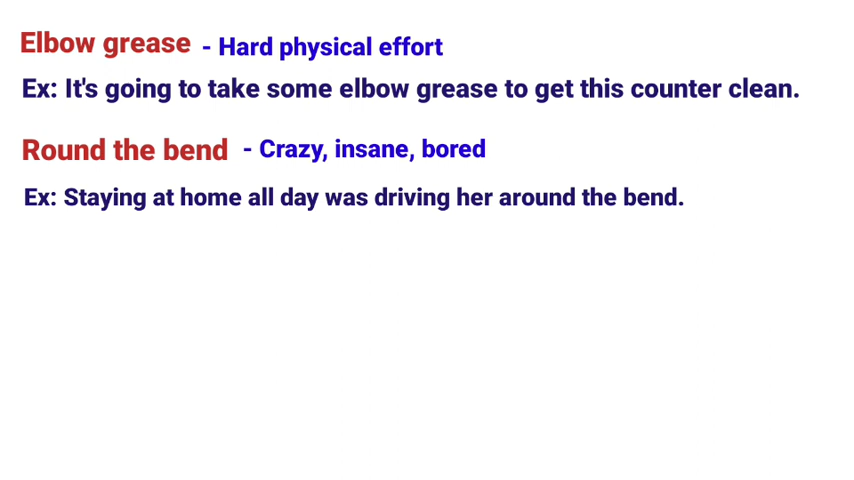 Elbow grease - Hard physical effort
Ex: It's going to take some elbow grease to get this counter clean.
Round the bend - Crazy, insane, bored
Ex: Staying at home all day was driving her around the bend.